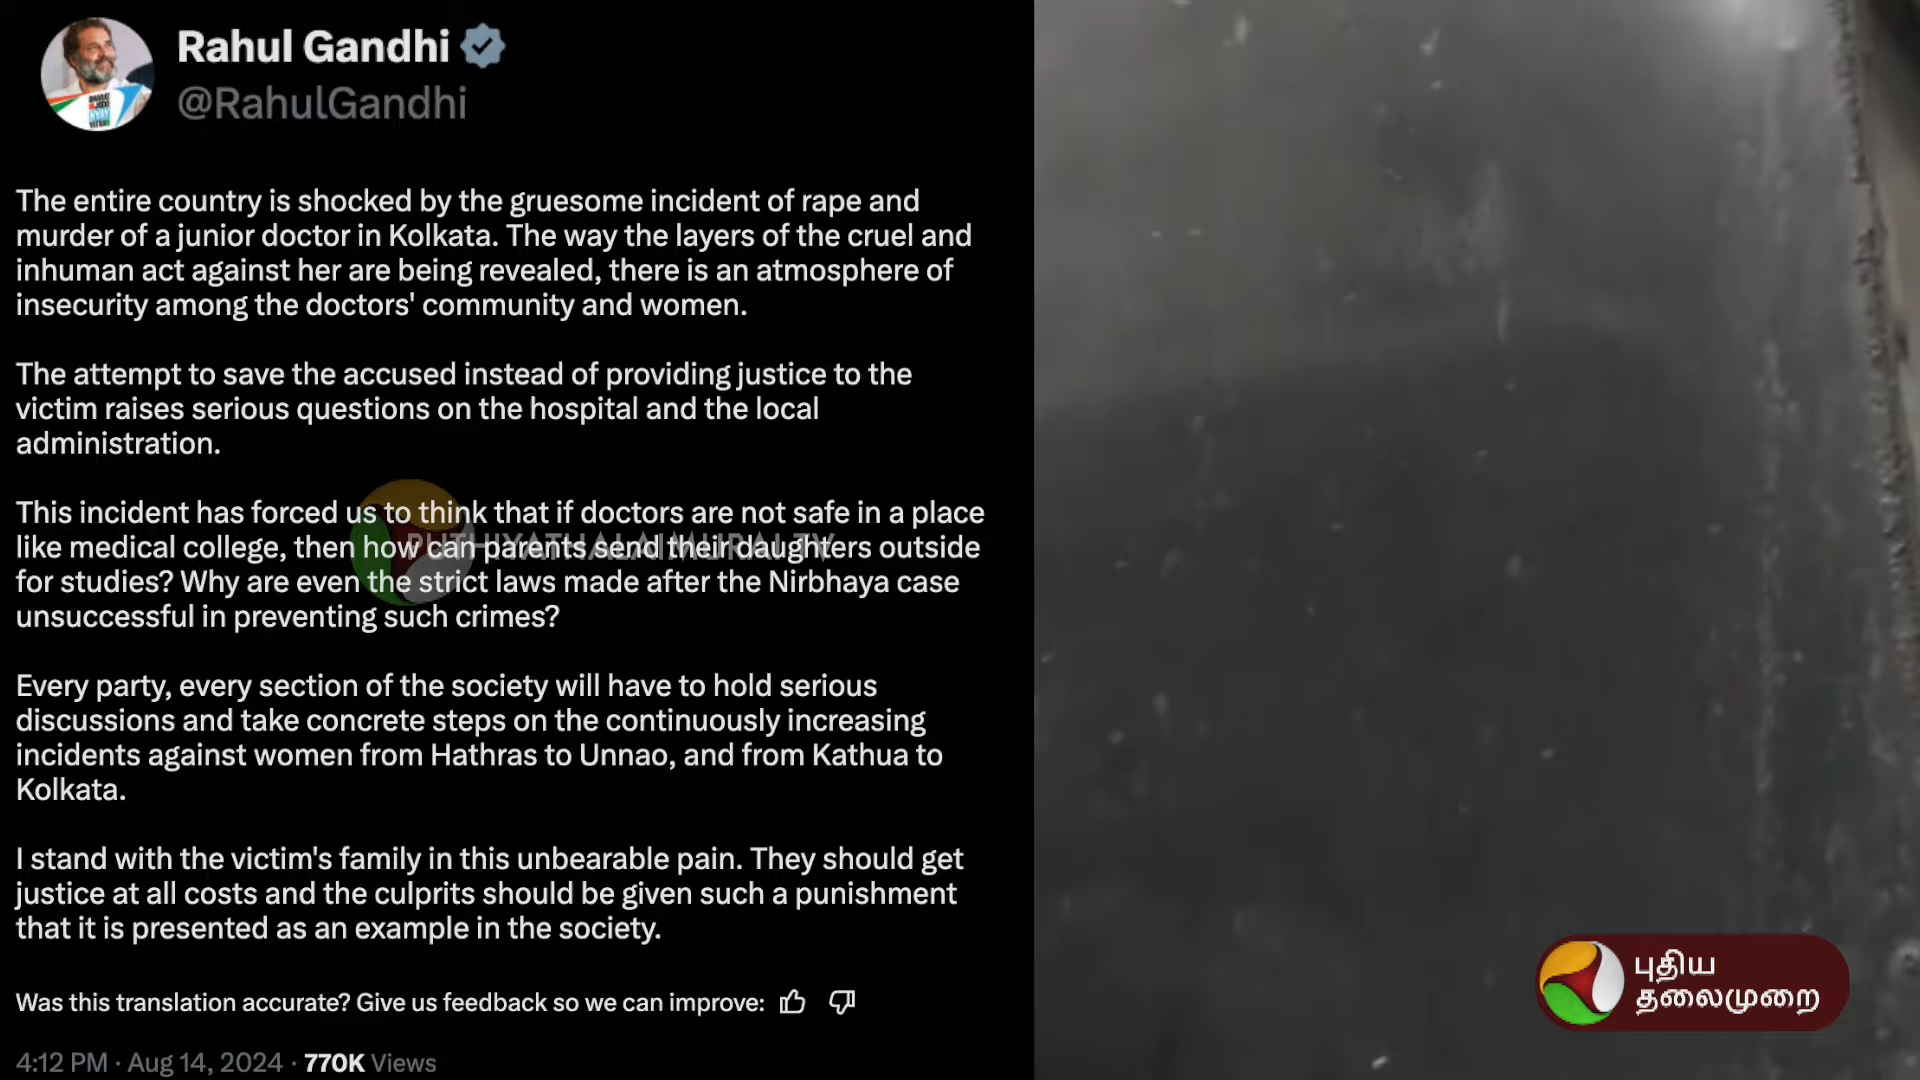 Rahul Gandhi
@RahulGandhi
The entire country is shocked by the gruesome incident of rape and
murder of a junior doctor in Kolkata. The way the layers of the cruel and
inhuman act against her are being revealed, there is an atmosphere of
insecurity among the doctors' community and women.
The attempt to save the accused instead of providing justice to the
victim raises serious questions on the hospital and the local
administration.
This incident has forced us to think that if doctors are not safe in a place
like medical college, then how can parents send their daughters outside
for studies? Why are even the strict laws made after the Nirbhaya case
unsuccessful in preventing such crimes?
PUTHIYATHALAIMURAI TV
Every party, every section of the society will have to hold serious
discussions and take concrete steps on the continuously increasing
incidents against women from Hathras to Unnao, and from Kathua to
Kolkata.
I stand with the victim's family in this unbearable pain. They should get
justice at all costs and the culprits should be given such a punishment
that it is presented as an example in the society.
Was this translation accurate? Give us feedback so we can improve:
4:12 PM · Aug 14, 2024 · 770K Views
புதிய
தலைமுறை